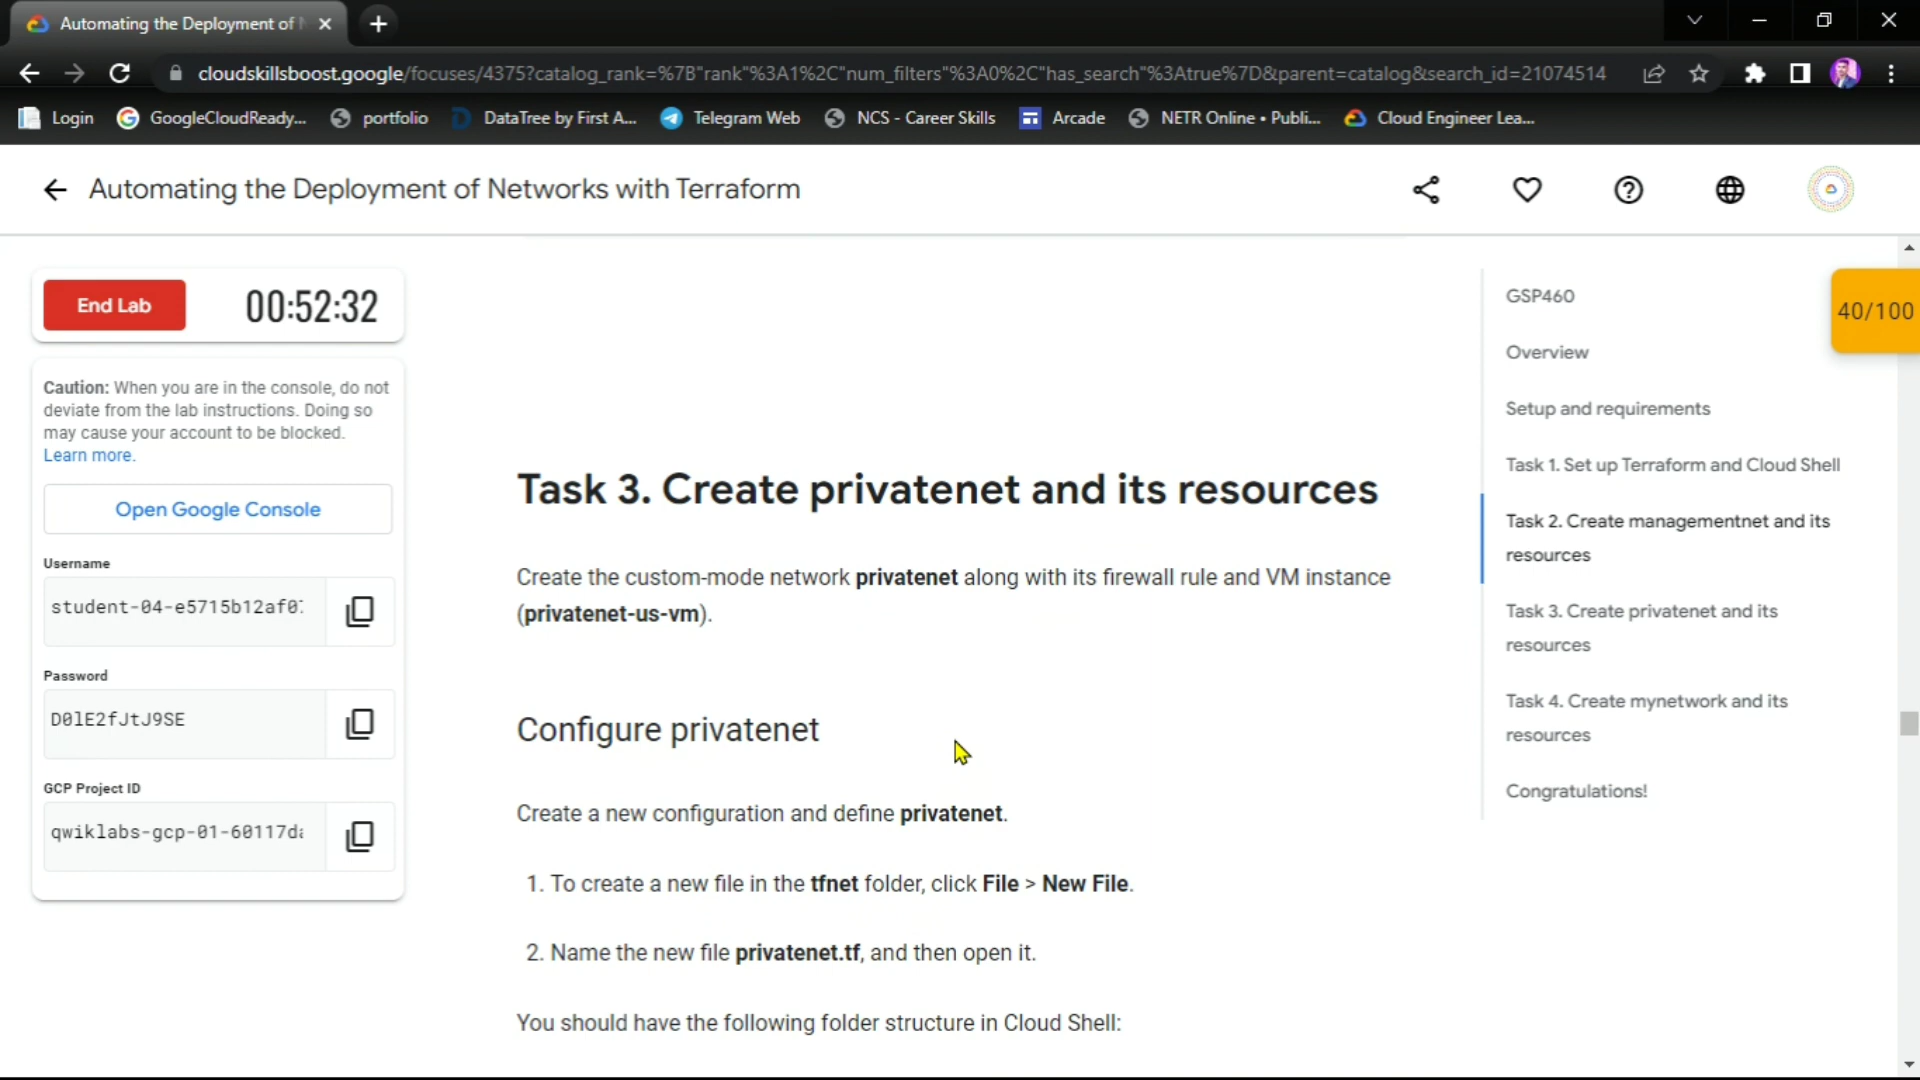 Automating the Deployment of
cloudskillsboost.google/focuses/4375?catalog_rank=%7B"rank"%3A1%2C"num_filters"%3A0%2C"has_search"%3Atrue%7D&parent=catalog&search_id=21074514
Login GoogleCloudReady... portfolio DataTree by First A... Telegram Web NCS - Career Skills Arcade NETR Online • Publi... Cloud Engineer Lea...
Automating the Deployment of Networks with Terraform
End Lab
00:52:32
Caution: When you are in the console, do not
deviate from the lab instructions. Doing so
may cause your account to be blocked.
Learn more.
Open Google Console
Username
student-04-e5715b12af0
Password
D0lE2fJtJ9SE
GCP Project ID
qwiklabs-gcp-01-60117d
Task 3. Create privatenet and its resources
Create the custom-mode network privatenet along with its firewall rule and VM instance
(privatenet-us-vm).
Configure privatenet
Create a new configuration and define privatenet.
1. To create a new file in the tfnet folder, click File > New File.
2. Name the new file privatenet.tf, and then open it.
You should have the following folder structure in Cloud Shell:
GSP460
Overview
Setup and requirements
Task 1. Set up Terraform and Cloud Shell
Task 2. Create managementnet and its
resources
Task 3. Create privatenet and its
resources
Task 4. Create mynetwork and its
resources
Congratulations!
40/100